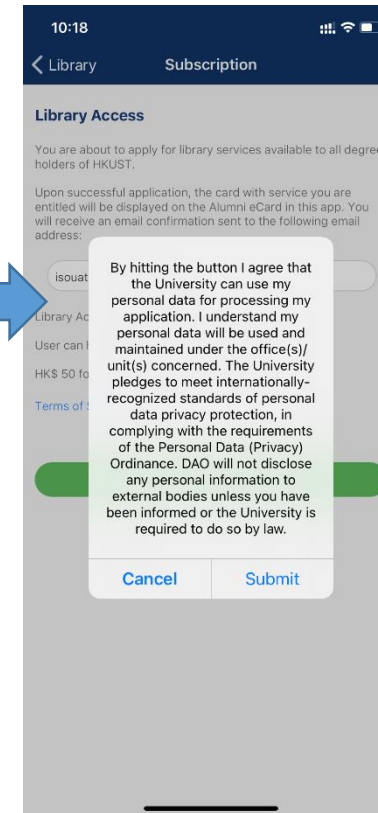 10:18
Library Subscription
Library Access
You are about to apply for library services available to all degree
holders of HKUST.
Upon successful application, the card with service you are
entitled will be displayed on the Alumni eCard in this app. You
will receive an email confirmation sent to the following email
address:
isouat
By hitting the button I agree that
the University can use my
personal data for processing my
application. I understand my
personal data will be used and
maintained under the office(s)/
unit(s) concerned. The University
pledges to meet internationally-
recognized standards of personal
data privacy protection, in
complying with the requirements
of the Personal Data (Privacy)
Ordinance. DAO will not disclose
any personal information to
external bodies unless you have
been informed or the University is
required to do so by law.
Cancel Submit
Library
User can
HK$ 50
Terms of